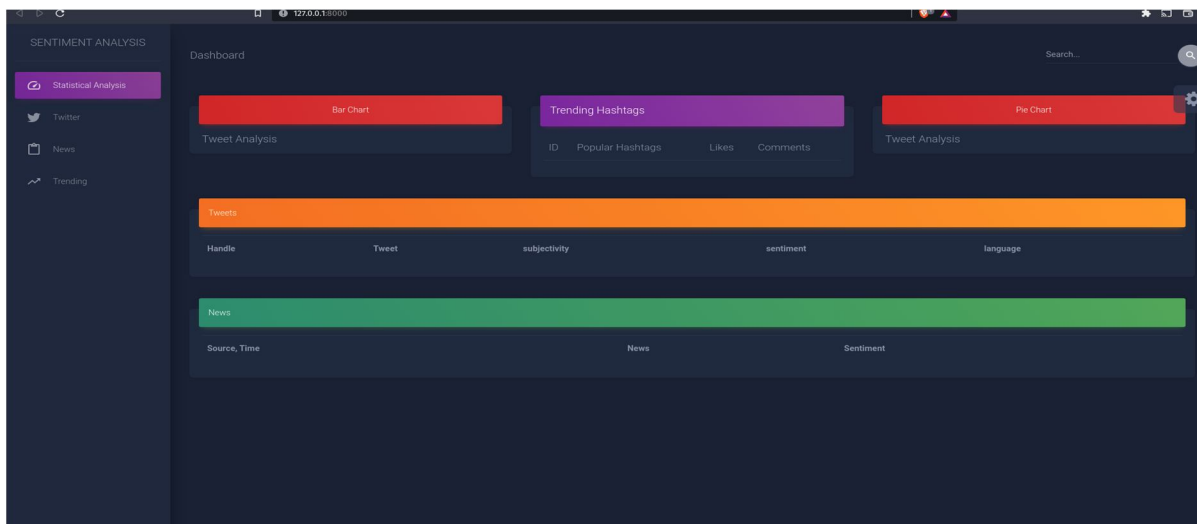 127.0.0.1:8000
SENTIMENT ANALYSIS
Statistical Analysis
Twitter
News
Trending
Dashboard
Search...
Bar Chart
Tweet Analysis
Trending Hashtags
ID Popular Hashtags Likes Comments
Pie Chart
Tweet Analysis
Tweets
Handle Tweet subjectivity sentiment language
News
Source, Time News Sentiment